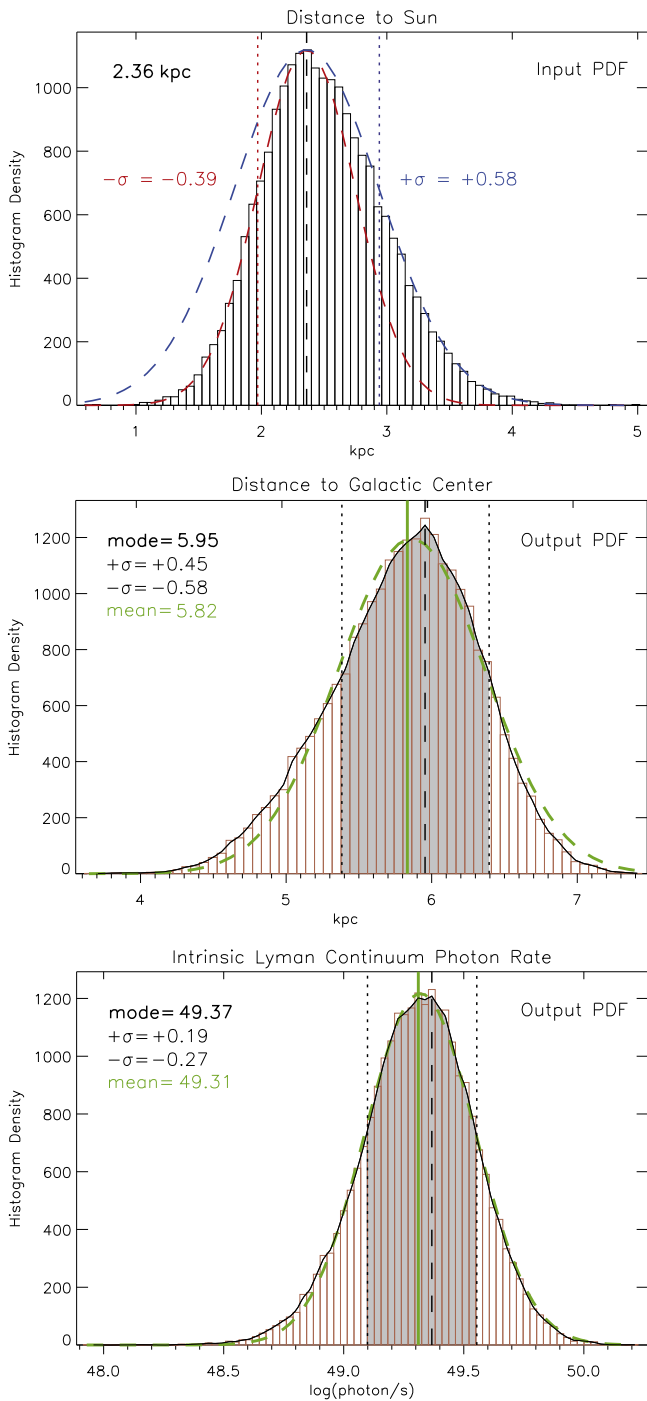 Distance to Sun
2.36 kpc
Input PDF
−σ = −0.39
+σ = +0.58
Histogram Density
1000
800
600
400
200
0
1 2 3 4 5
kpc
Distance to Galactic Center
mode=5.95
+σ=+0.45
−σ=−0.58
mean=5.82
Output PDF
Histogram Density
1200
1000
800
600
400
200
0
4 5 6 7
kpc
Intrinsic Lyman Continuum Photon Rate
mode=49.37
+σ=+0.19
−σ=−0.27
mean=49.31
Output PDF
Histogram Density
1200
1000
800
600
400
200
0
48.0 48.5 49.0 49.5 50.0
log(photon/s)